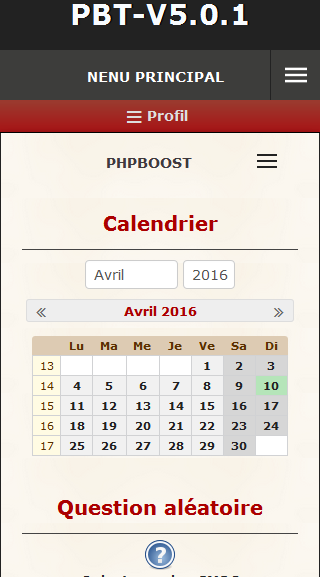 PBT-V5.0.1
NENU PRINCIPAL
Profil
PHPBOOST
Calendrier
Avril 2016
« Avril 2016 »
Lu Ma Me Je Ve Sa Di
13 1 2 3
14 4 5 6 7 8 9 10
15 11 12 13 14 15 16 17
16 18 19 20 21 22 23 24
17 25 26 27 28 29 30
Question aléatoire
?